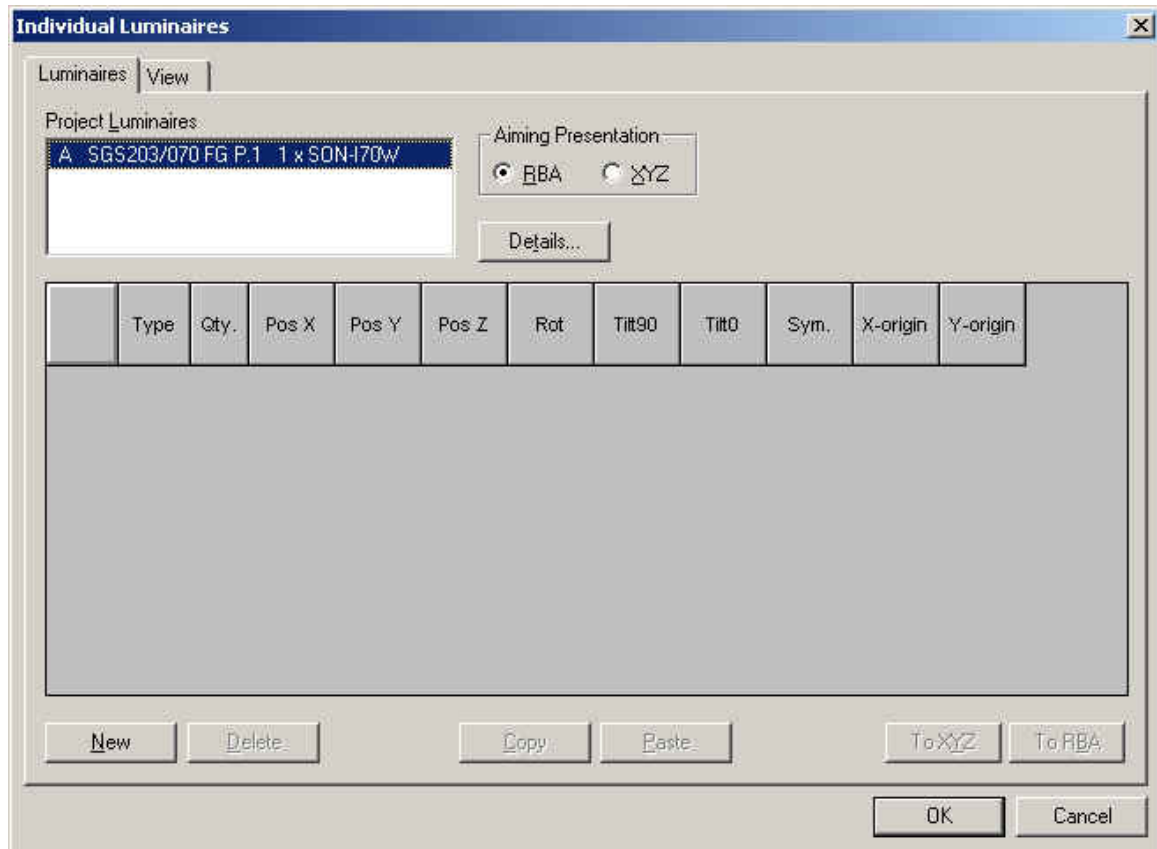 Individual Luminaires
Luminaires View
Project Luminaires
A SGS203/070 FG P.1 1 x SON-I70W
Aiming Presentation
RBA XYZ
Details...
Type Qty. Pos X Pos Y Pos Z Rot Tilt90 Tilt0 Sym. X-origin Y-origin
New Delete Copy Paste To XYZ To RBA
OK Cancel